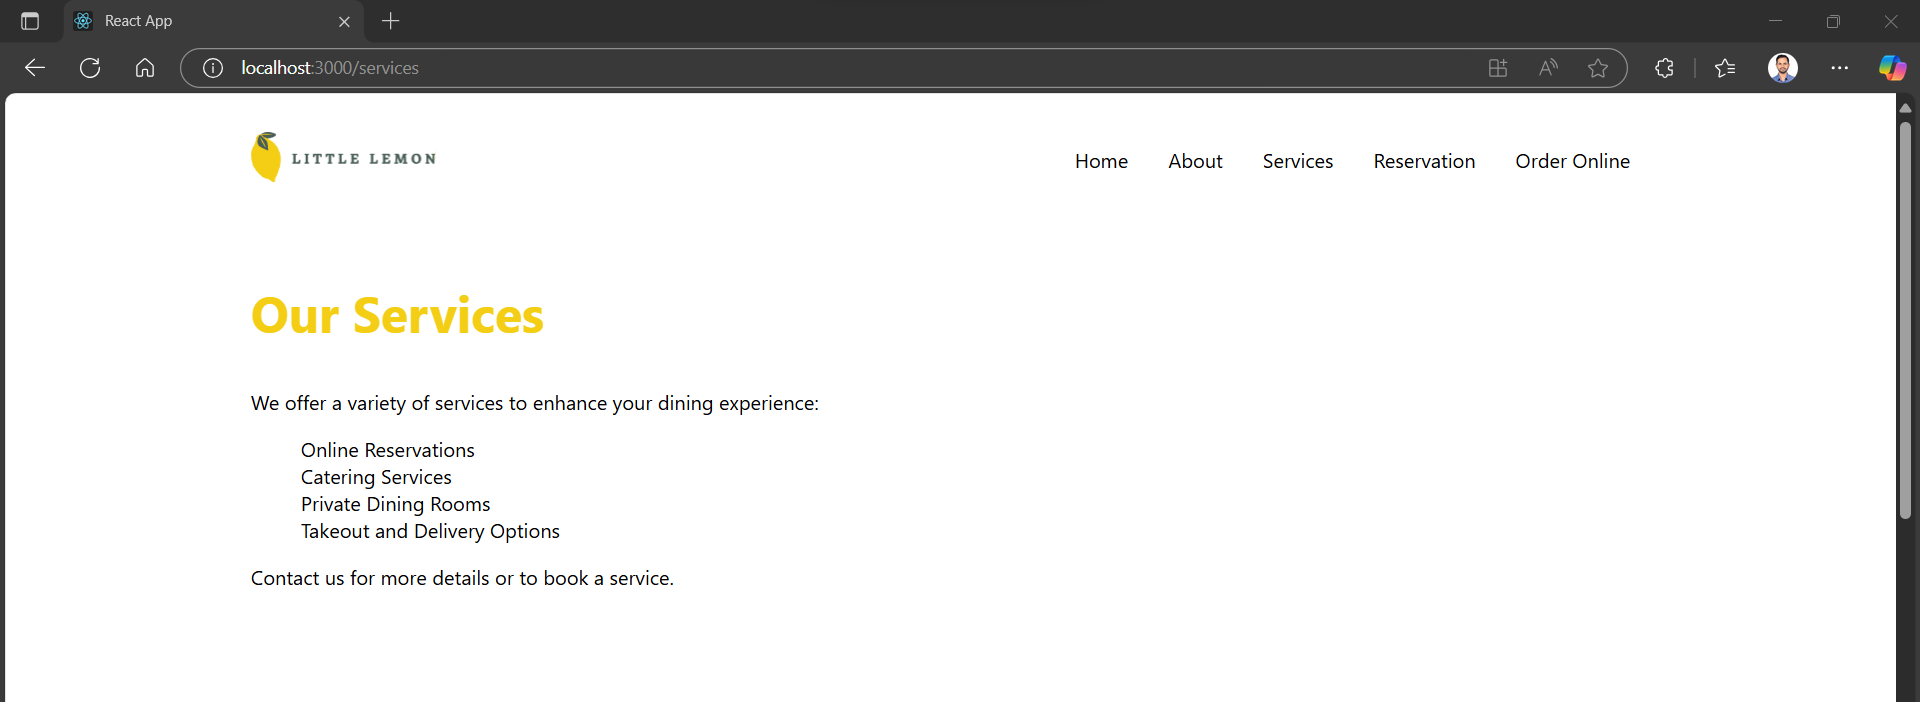 React App
localhost:3000/services
LITTLE LEMON
Home About Services Reservation Order Online
Our Services
We offer a variety of services to enhance your dining experience:
Online Reservations
Catering Services
Private Dining Rooms
Takeout and Delivery Options
Contact us for more details or to book a service.